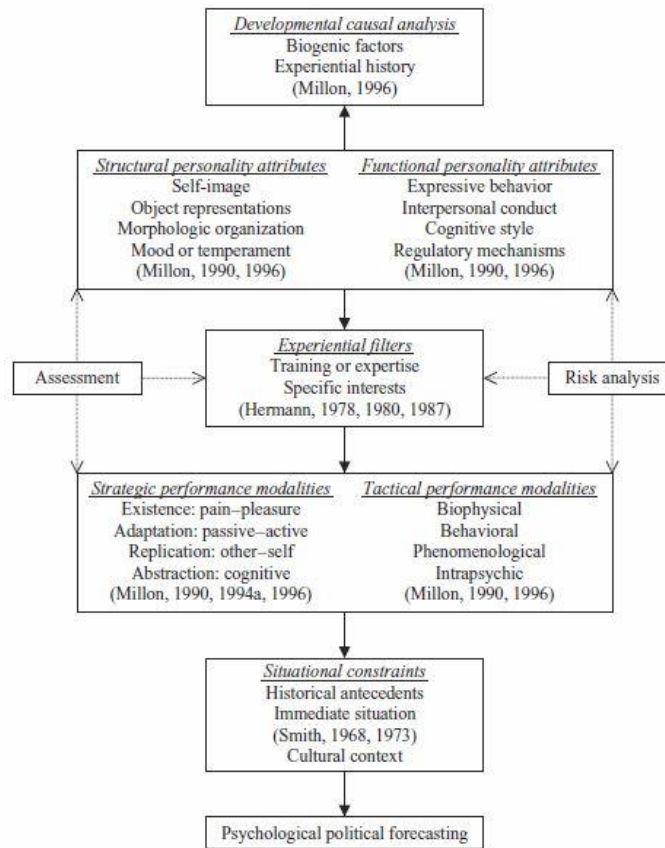 Developmental causal analysis
Biogenic factors
Experiential history
(Millon, 1996)
Structural personality attributes
Self-image
Object representations
Morphologic organization
Mood or temperament
(Millon, 1990, 1996)
Functional personality attributes
Expressive behavior
Interpersonal conduct
Cognitive style
Regulatory mechanisms
(Millon, 1990, 1996)
Assessment
Experiential filters
Training or expertise
Specific interests
(Hermann, 1978, 1980, 1987)
Risk analysis
Strategic performance modalities
Existence: pain–pleasure
Adaptation: passive–active
Replication: other–self
Abstraction: cognitive
(Millon, 1990, 1994a, 1996)
Tactical performance modalities
Biophysical
Behavioral
Phenomenological
Intrapsychic
(Millon, 1990, 1996)
Situational constraints
Historical antecedents
Immediate situation
(Smith, 1968, 1973)
Cultural context
Psychological political forecasting